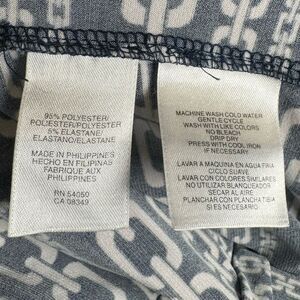 95% POLYESTER/
POLIESTER/POLYESTER
5% ELASTANE/
ELASTANO/ELASTANE
MADE IN PHILIPPINES
HECHO EN FILIPINAS
FABRIQUE AUX
PHILIPPINES
RN 54050
CA 08349
MACHINE WASH COLD WATER
GENTLE CYCLE
WASH WITH LIKE COLORS
NO BLEACH
DRIP DRY
PRESS WITH COOL IRON
IF NECESSARY
LAVAR A MAQUINA EN AGUA FRIA
CICLO SUAVE
LAVAR CON COLORES SIMILARES
NO UTILIZAR BLANQUEADOR
SECAR AL AIRE
PLANCHAR CON PLANCHA TIBIA
SI ES NECESARIO